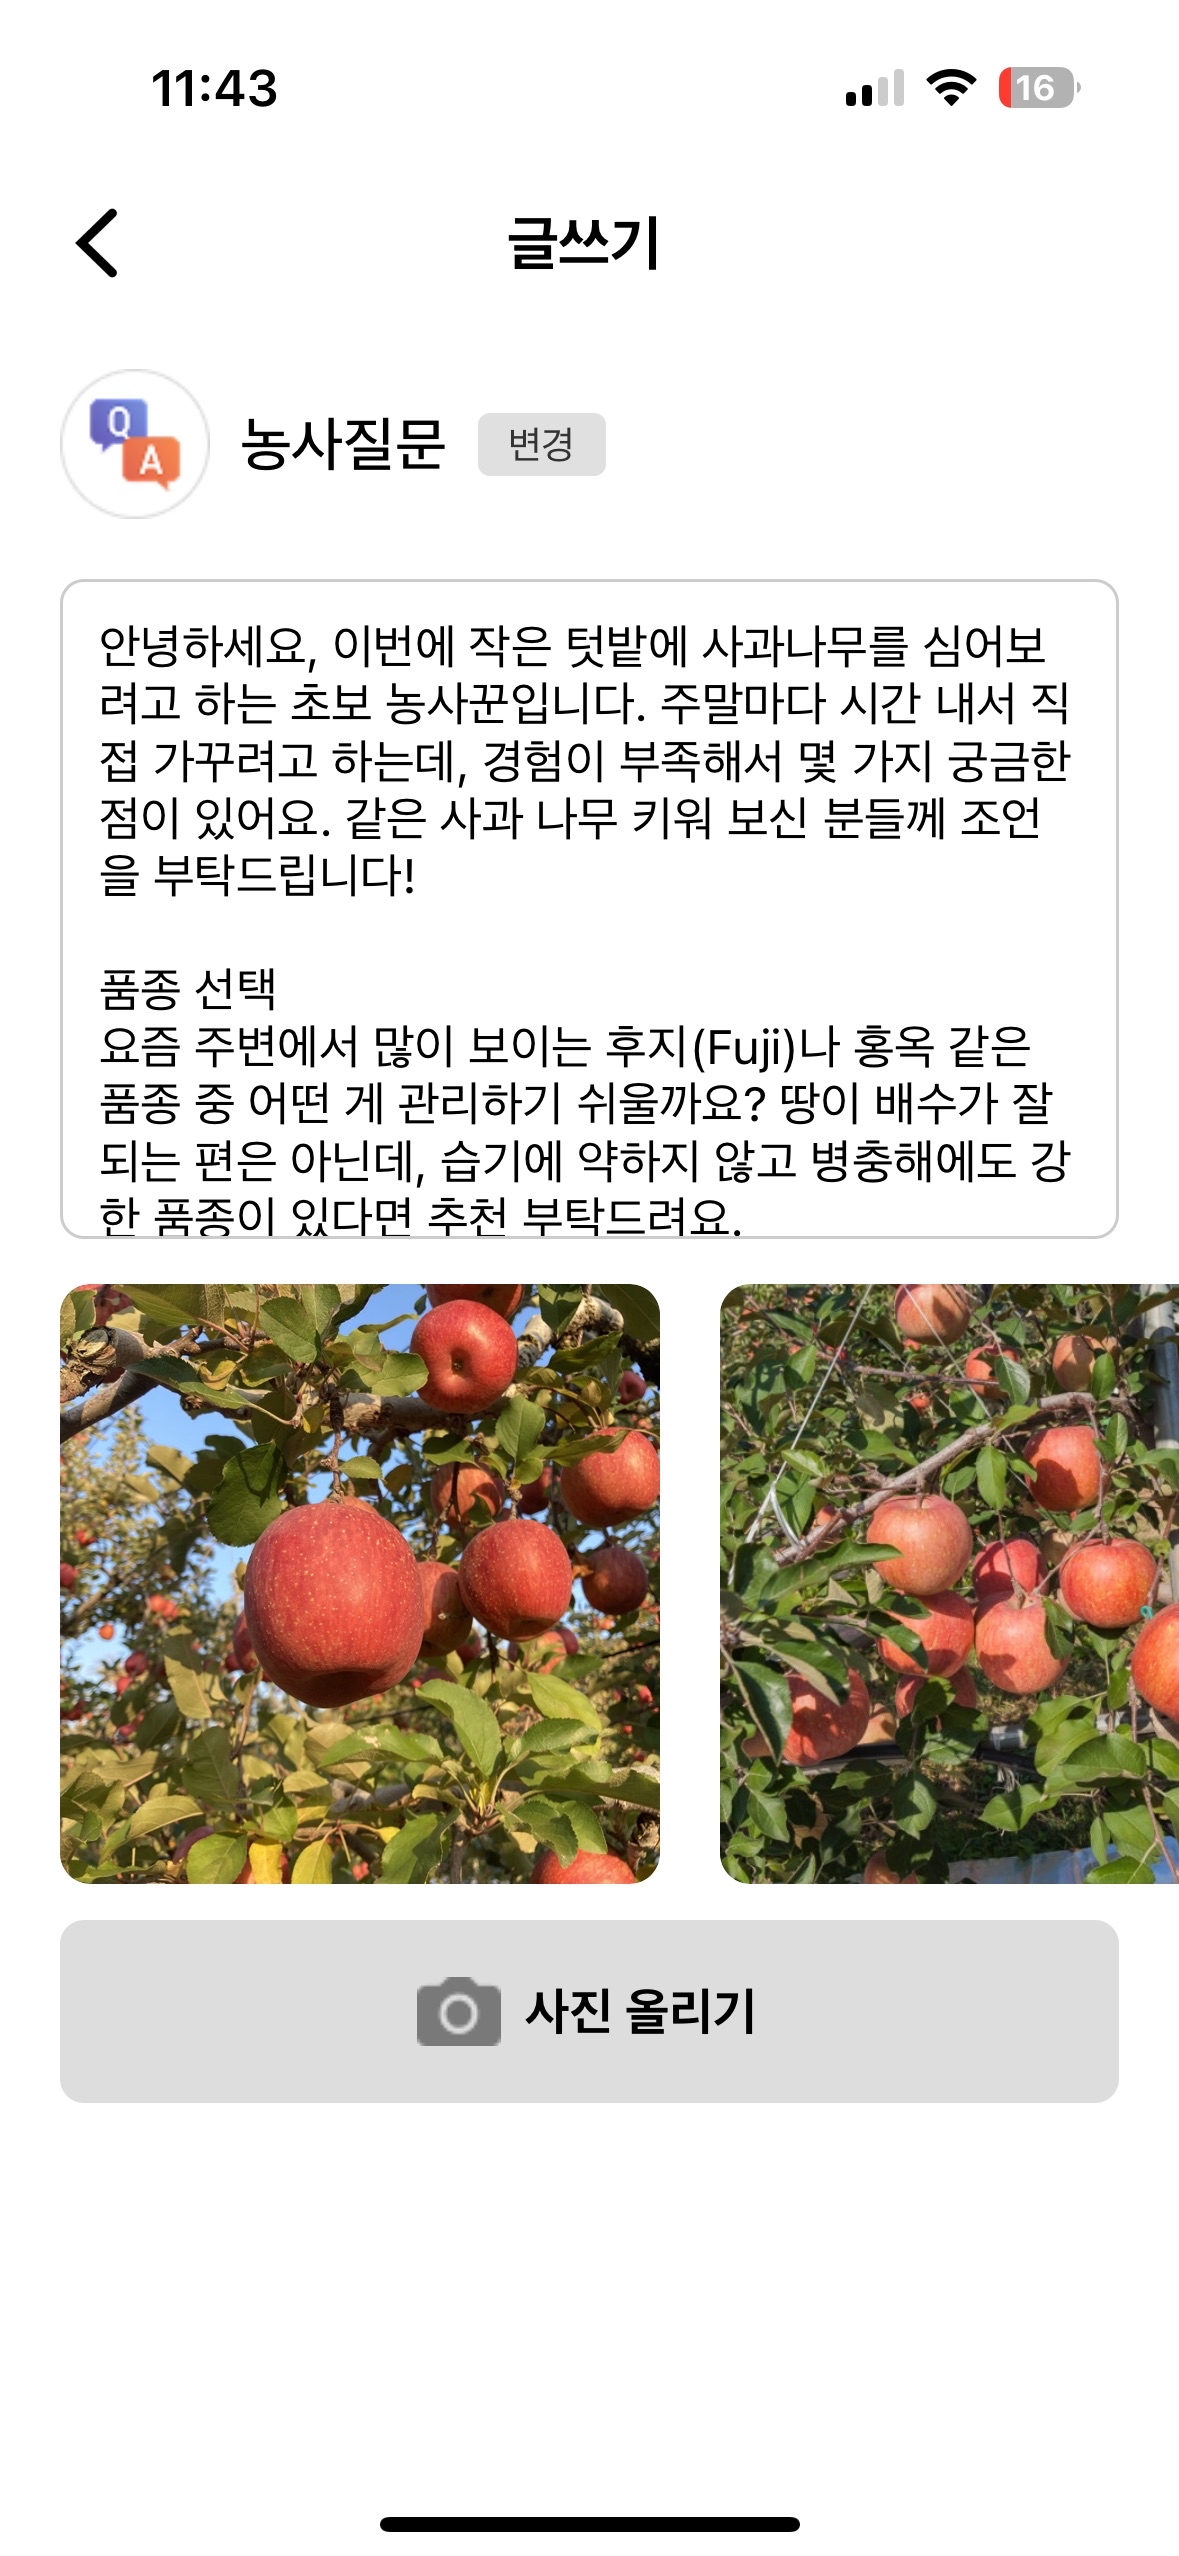 11:43
16
글쓰기
Q
A
농사질문
변경
안녕하세요, 이번에 작은 텃밭에 사과나무를 심어보
려고 하는 초보 농사꾼입니다. 주말마다 시간 내서 직
접 가꾸려고 하는데, 경험이 부족해서 몇 가지 궁금한
점이 있어요. 같은 사과 나무 키워 보신 분들께 조언
을 부탁드립니다!
품종 선택
요즘 주변에서 많이 보이는 후지(Fuji)나 홍옥 같은
품종 중 어떤 게 관리하기 쉬울까요? 땅이 배수가 잘
되는 편은 아닌데, 습기에 약하지 않고 병충해에도 강
한 품종이 있다면 추천 부탁드려요.
사진 올리기